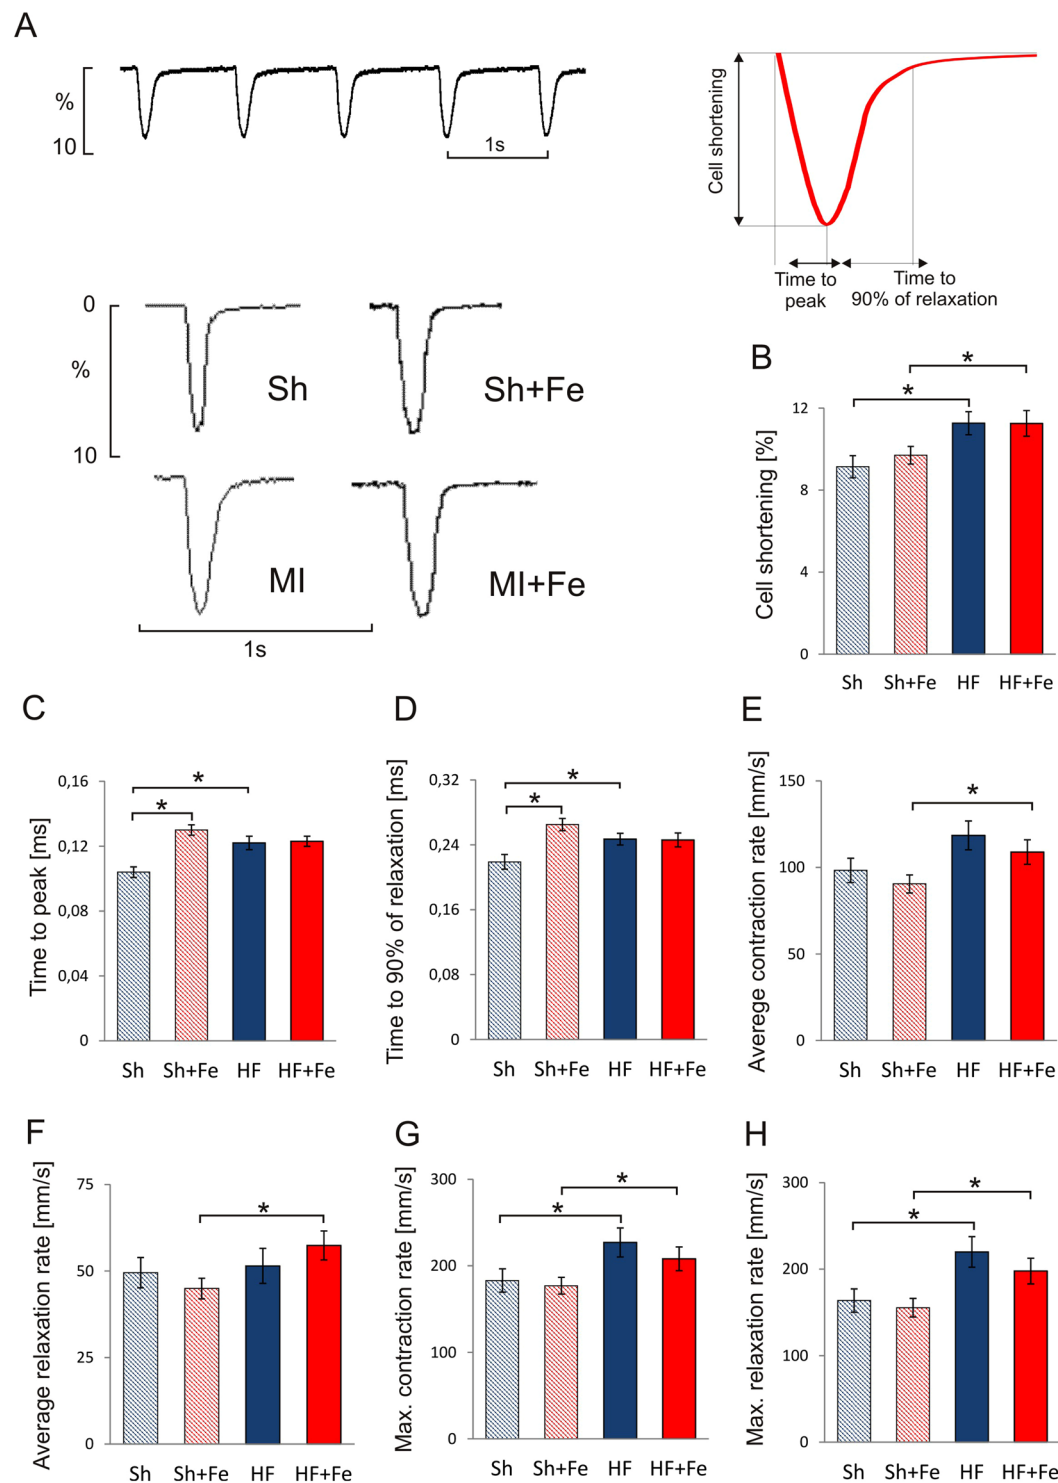 A
%
10
1s
Cell shortening
Time to
peak
Time to
90% of relaxation
0
%
10
Sh
Sh+Fe
MI
MI+Fe
1s
B
Cell shortening [%]
12
8
4
0
*
*
Sh Sh+Fe HF HF+Fe
C
Time to peak [ms]
0,16
0,12
0,08
0,04
0
*
*
Sh Sh+Fe HF HF+Fe
D
Time to 90% of relaxation [ms]
0,32
0,24
0,16
0,08
0
*
*
Sh Sh+Fe HF HF+Fe
E
Averege contraction rate [mm/s]
150
100
50
0
*
Sh Sh+Fe HF HF+Fe
F
Average relaxation rate [mm/s]
75
50
25
0
*
Sh Sh+Fe HF HF+Fe
G
Max. contraction rate [mm/s]
300
200
100
0
*
*
Sh Sh+Fe HF HF+Fe
H
Max. relaxation rate [mm/s]
300
200
100
0
*
*
Sh Sh+Fe HF HF+Fe